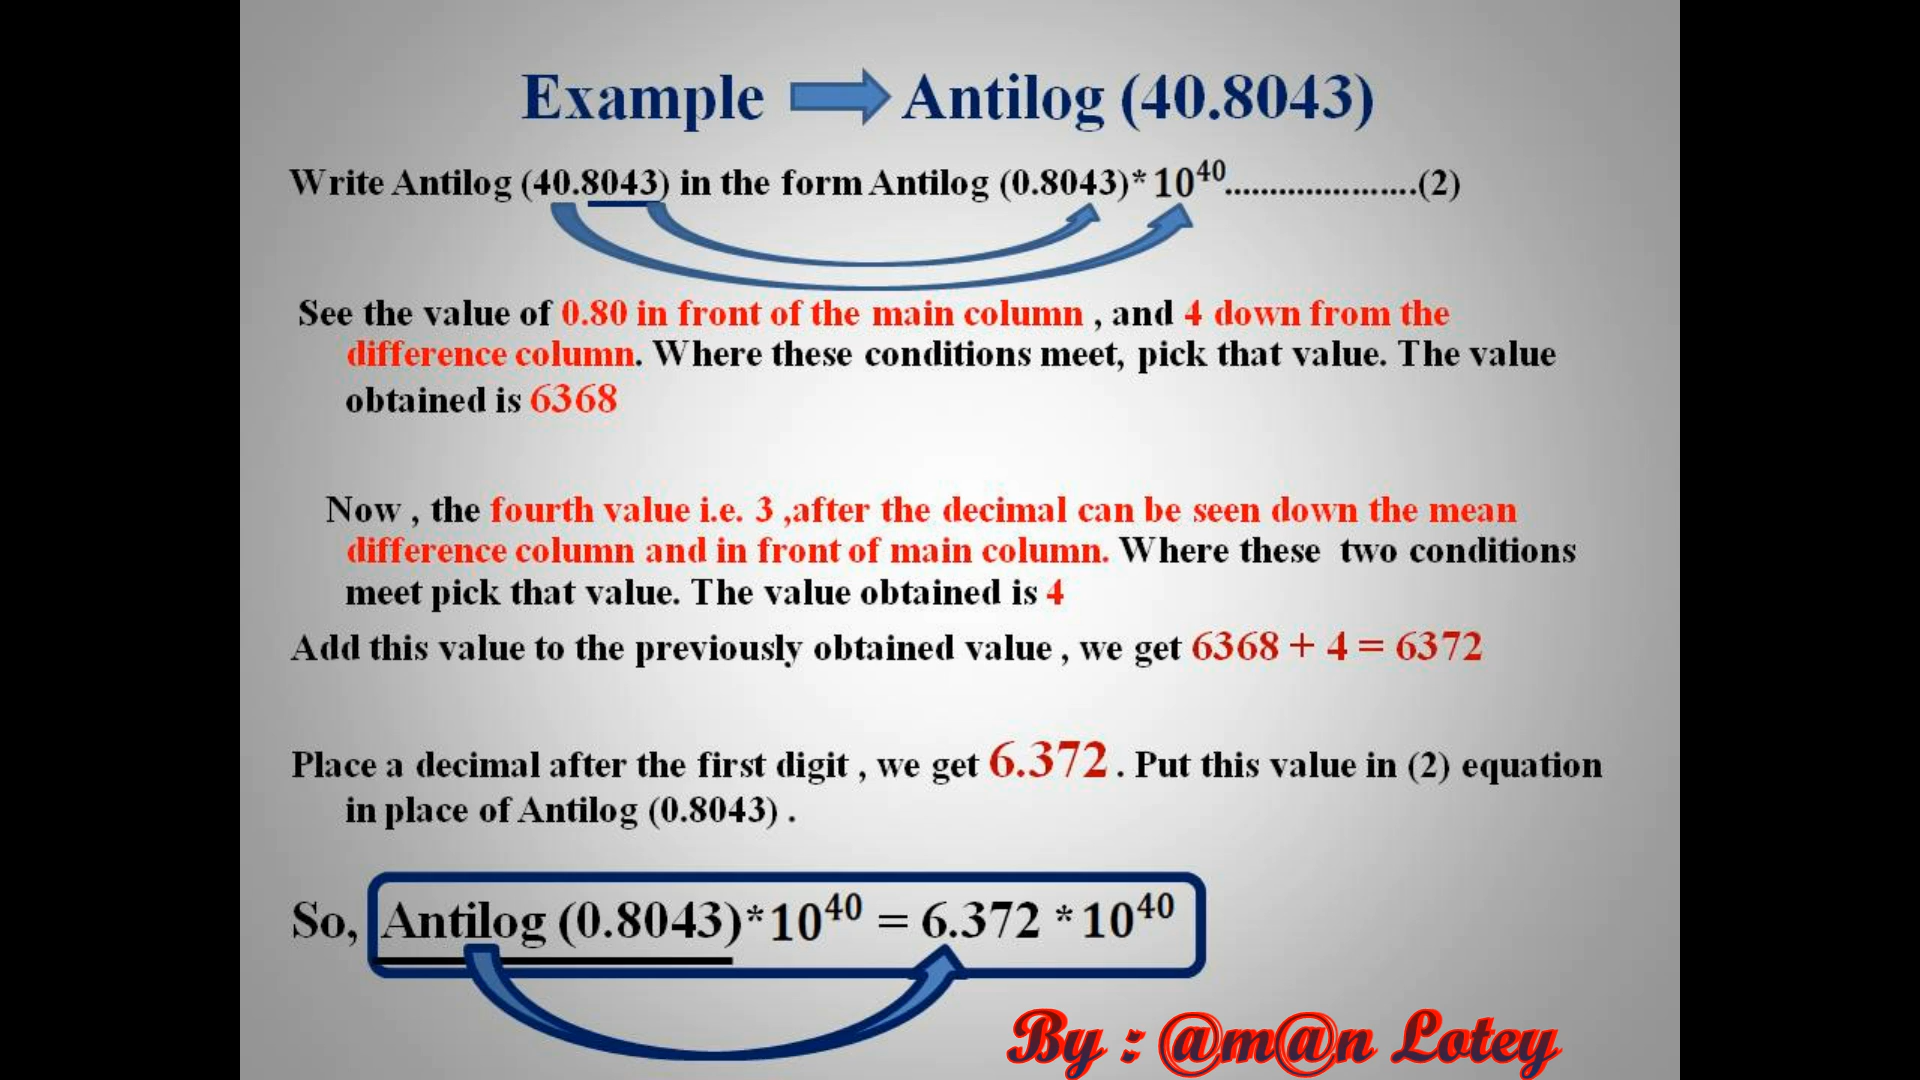 Example Antilog (40.8043)
Write Antilog (40.8043) in the form Antilog (0.8043)* 10⁴⁰.....................(2)
See the value of 0.80 in front of the main column , and 4 down from the
difference column. Where these conditions meet, pick that value. The value
obtained is 6368
Now , the fourth value i.e. 3 ,after the decimal can be seen down the mean
difference column and in front of main column. Where these two conditions
meet pick that value. The value obtained is 4
Add this value to the previously obtained value , we get 6368 + 4 = 6372
Place a decimal after the first digit , we get 6.372 . Put this value in (2) equation
in place of Antilog (0.8043) .
So, Antilog (0.8043)*10⁴⁰ = 6.372 *10⁴⁰
By : @m@n Lotey